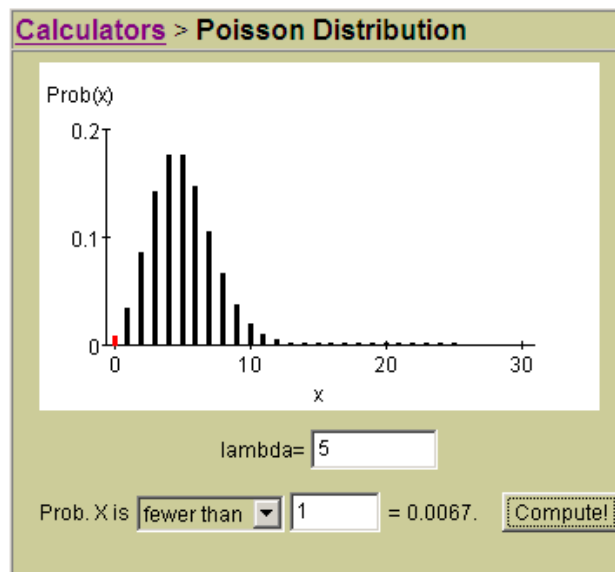 Calculators > Poisson Distribution
Prob(x)
0.2
0.1
0
0 10 20 30
x
lambda= 5
Prob. X is fewer than 1 = 0.0067. Compute!